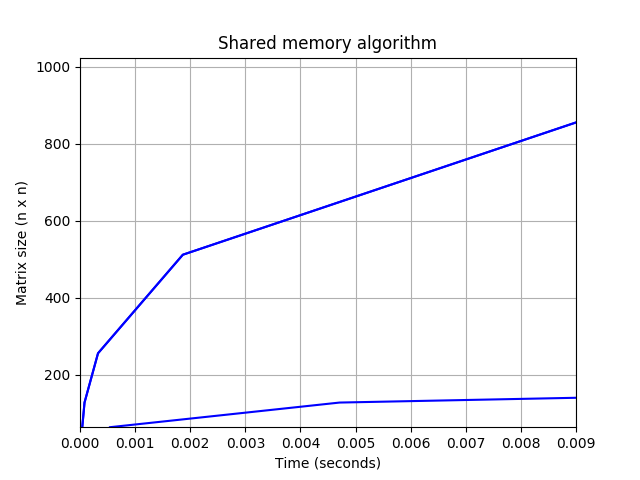 Shared memory algorithm
Matrix size (n x n)
1000
800
600
400
200
0.000 0.001 0.002 0.003 0.004 0.005 0.006 0.007 0.008 0.009
Time (seconds)